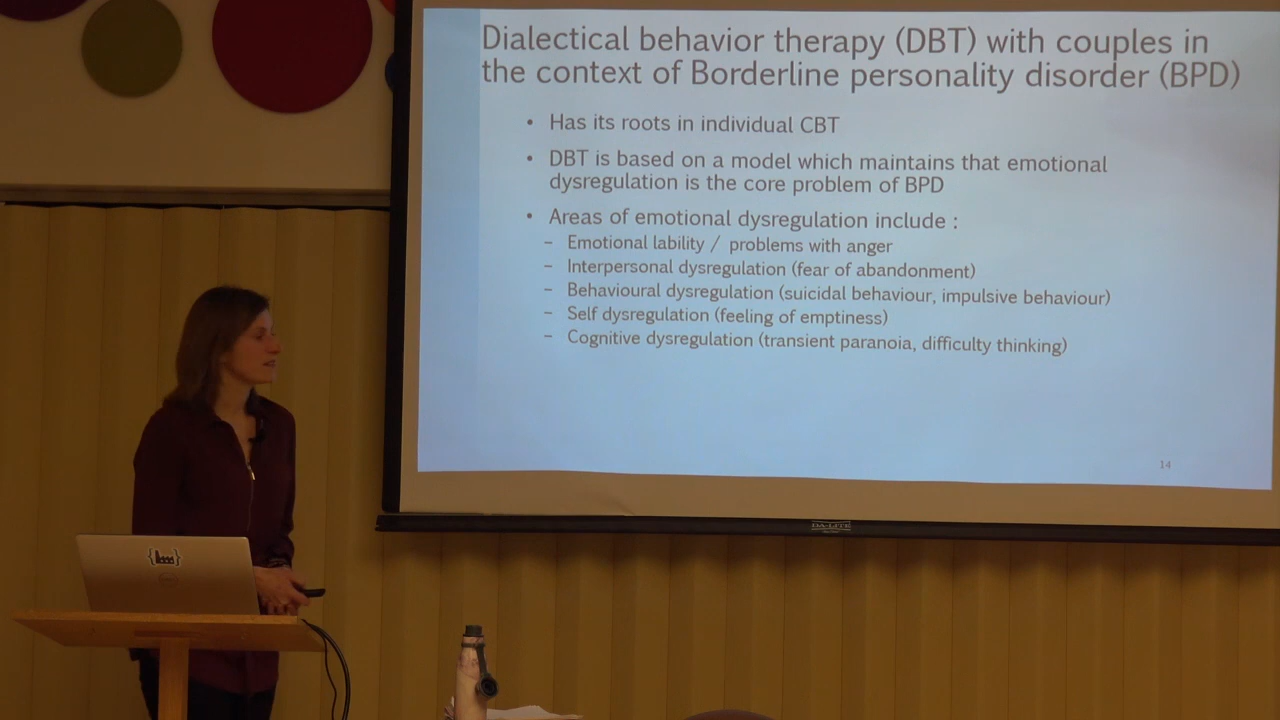 Dialectical behavior therapy (DBT) with couples in
the context of Borderline personality disorder (BPD)
• Has its roots in individual CBT
• DBT is based on a model which maintains that emotional
dysregulation is the core problem of BPD
• Areas of emotional dysregulation include :
– Emotional lability / problems with anger
– Interpersonal dysregulation (fear of abandonment)
– Behavioural dysregulation (suicidal behaviour, impulsive behaviour)
– Self dysregulation (feeling of emptiness)
– Cognitive dysregulation (transient paranoia, difficulty thinking)
14
DA-LITE